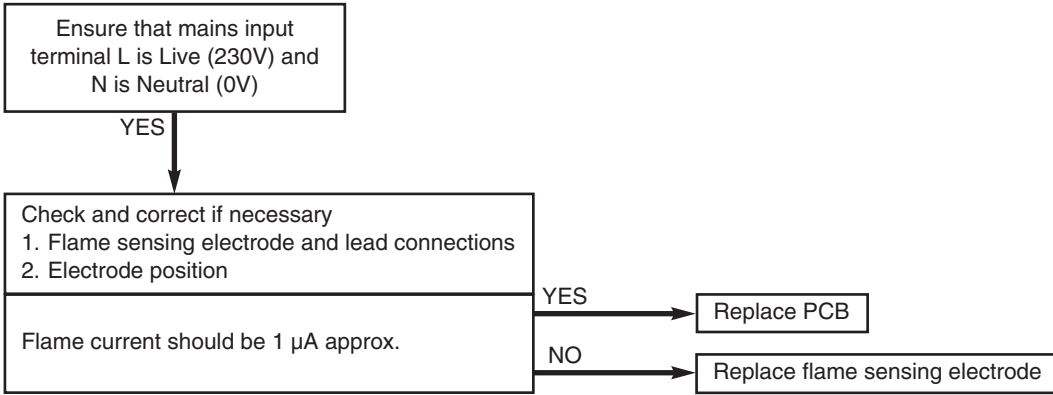 Ensure that mains input
terminal L is Live (230V) and
N is Neutral (0V)
YES
Check and correct if necessary
1. Flame sensing electrode and lead connections
2. Electrode position
Flame current should be 1 µA approx.
YES
Replace PCB
NO
Replace flame sensing electrode